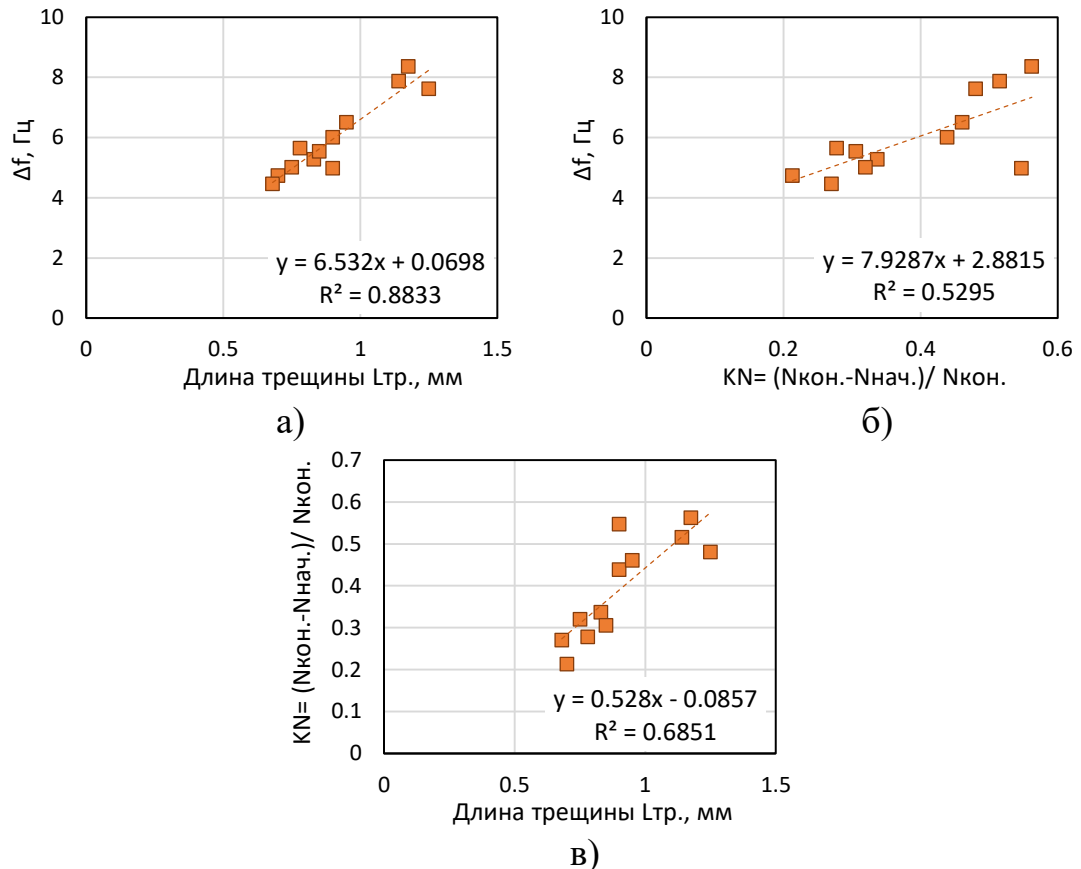 10
8
6
4
2
0
Δf, Гц
y = 6.532x + 0.0698
R² = 0.8833
0
0.5
1
1.5
Длина трещины Lтр., мм
а)
10
8
6
4
2
0
Δf, Гц
y = 7.9287x + 2.8815
R² = 0.5295
0
0.2
0.4
0.6
KN= (Nкон.-Nнач.)/ Nкон.
б)
0.7
0.6
0.5
0.4
0.3
0.2
0.1
0
KN= (Nкон.-Nнач.)/ Nкон.
y = 0.528x - 0.0857
R² = 0.6851
0
0.5
1
1.5
Длина трещины Lтр., мм
в)